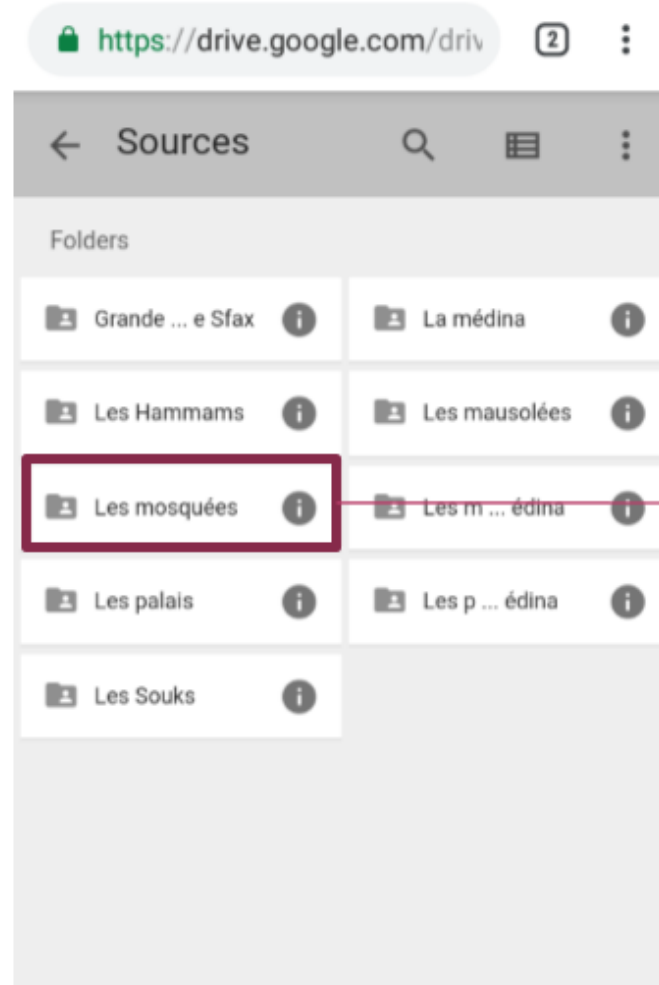 https://drive.google.com/driv 2
Sources
Folders
Grande ... e Sfax
La médina
Les Hammams
Les mausolées
Les mosquées
Les m ... édina
Les palais
Les p ... édina
Les Souks